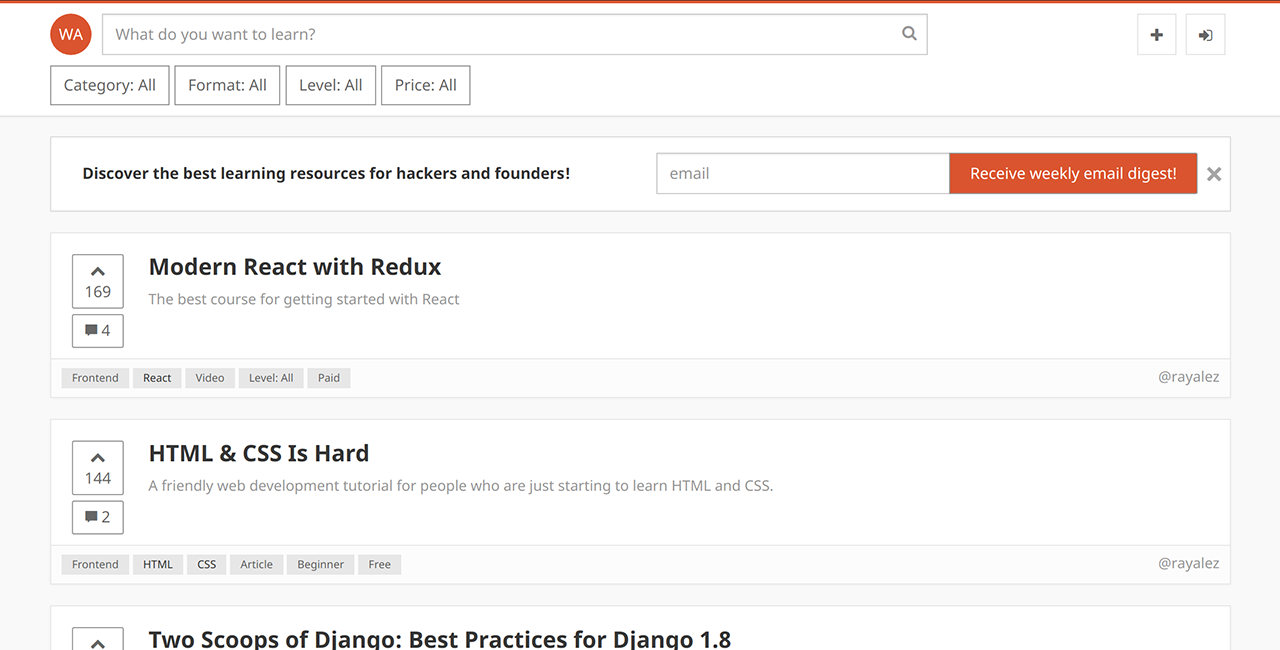 WA
What do you want to learn?
Category: All
Format: All
Level: All
Price: All
Discover the best learning resources for hackers and founders!
email
Receive weekly email digest!
169
4
Modern React with Redux
The best course for getting started with React
Frontend React Video Level: All Paid
@rayalez
144
2
HTML & CSS Is Hard
A friendly web development tutorial for people who are just starting to learn HTML and CSS.
Frontend HTML CSS Article Beginner Free
@rayalez
Two Scoops of Django: Best Practices for Django 1.8